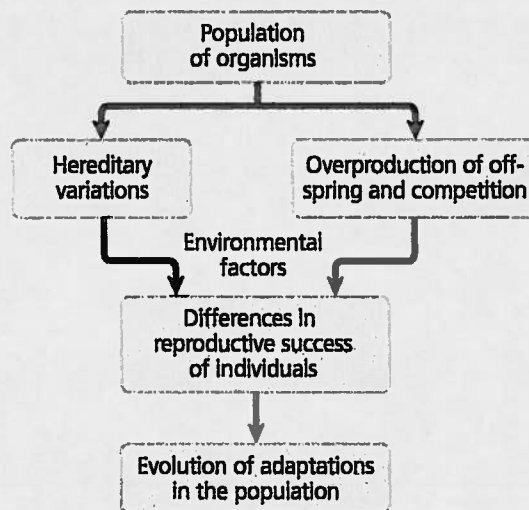 Population
of organisms
Hereditary
variations
Overproduction of off-
spring and competition
Environmental
factors
Differences in
reproductive success
of individuals
Evolution of adaptations
in the population